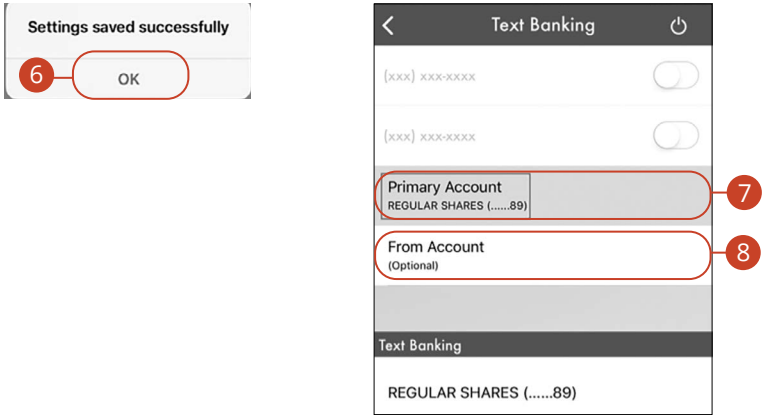 Settings saved successfully
6
OK
Text Banking
(xxx) xxx-xxxx
(xxx) xxx-xxxx
Primary Account
REGULAR SHARES (......89)
7
From Account
(Optional)
8
Text Banking
REGULAR SHARES (......89)